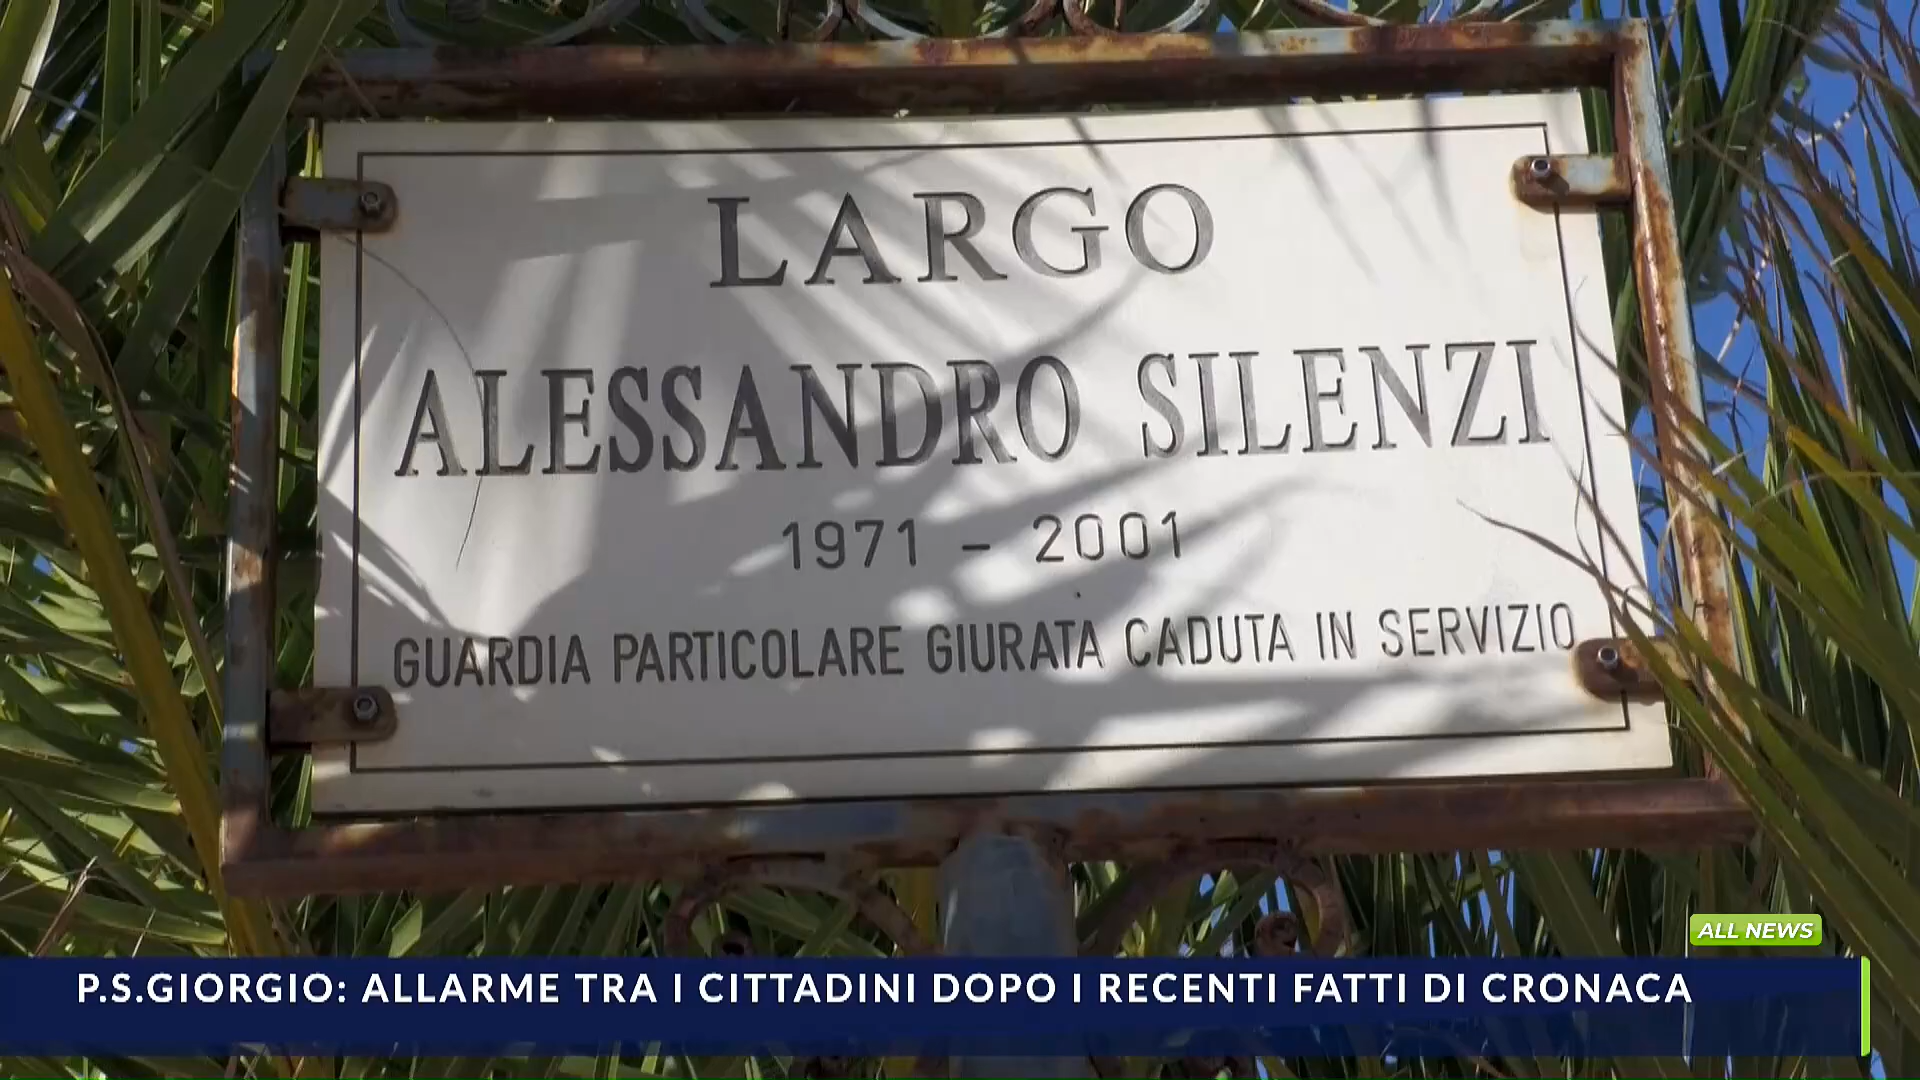 LARGO
ALESSANDRO SILENZI
1971 - 2001
GUARDIA PARTICOLARE GIURATA CADUTA IN SERVIZIO
ALL NEWS
P.S.GIORGIO: ALLARME TRA I CITTADINI DOPO I RECENTI FATTI DI CRONACA